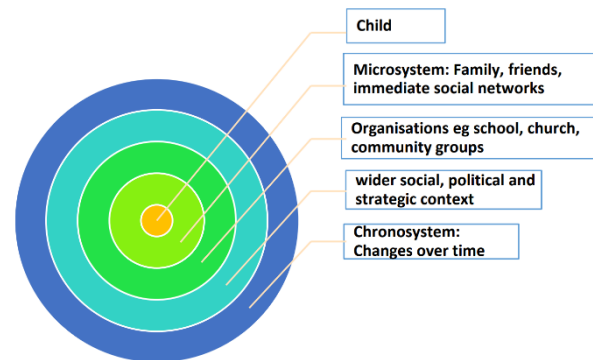 Child
Microsystem: Family, friends,
immediate social networks
Organisations eg school, church,
community groups
wider social, political and
strategic context
Chronosystem:
Changes over time